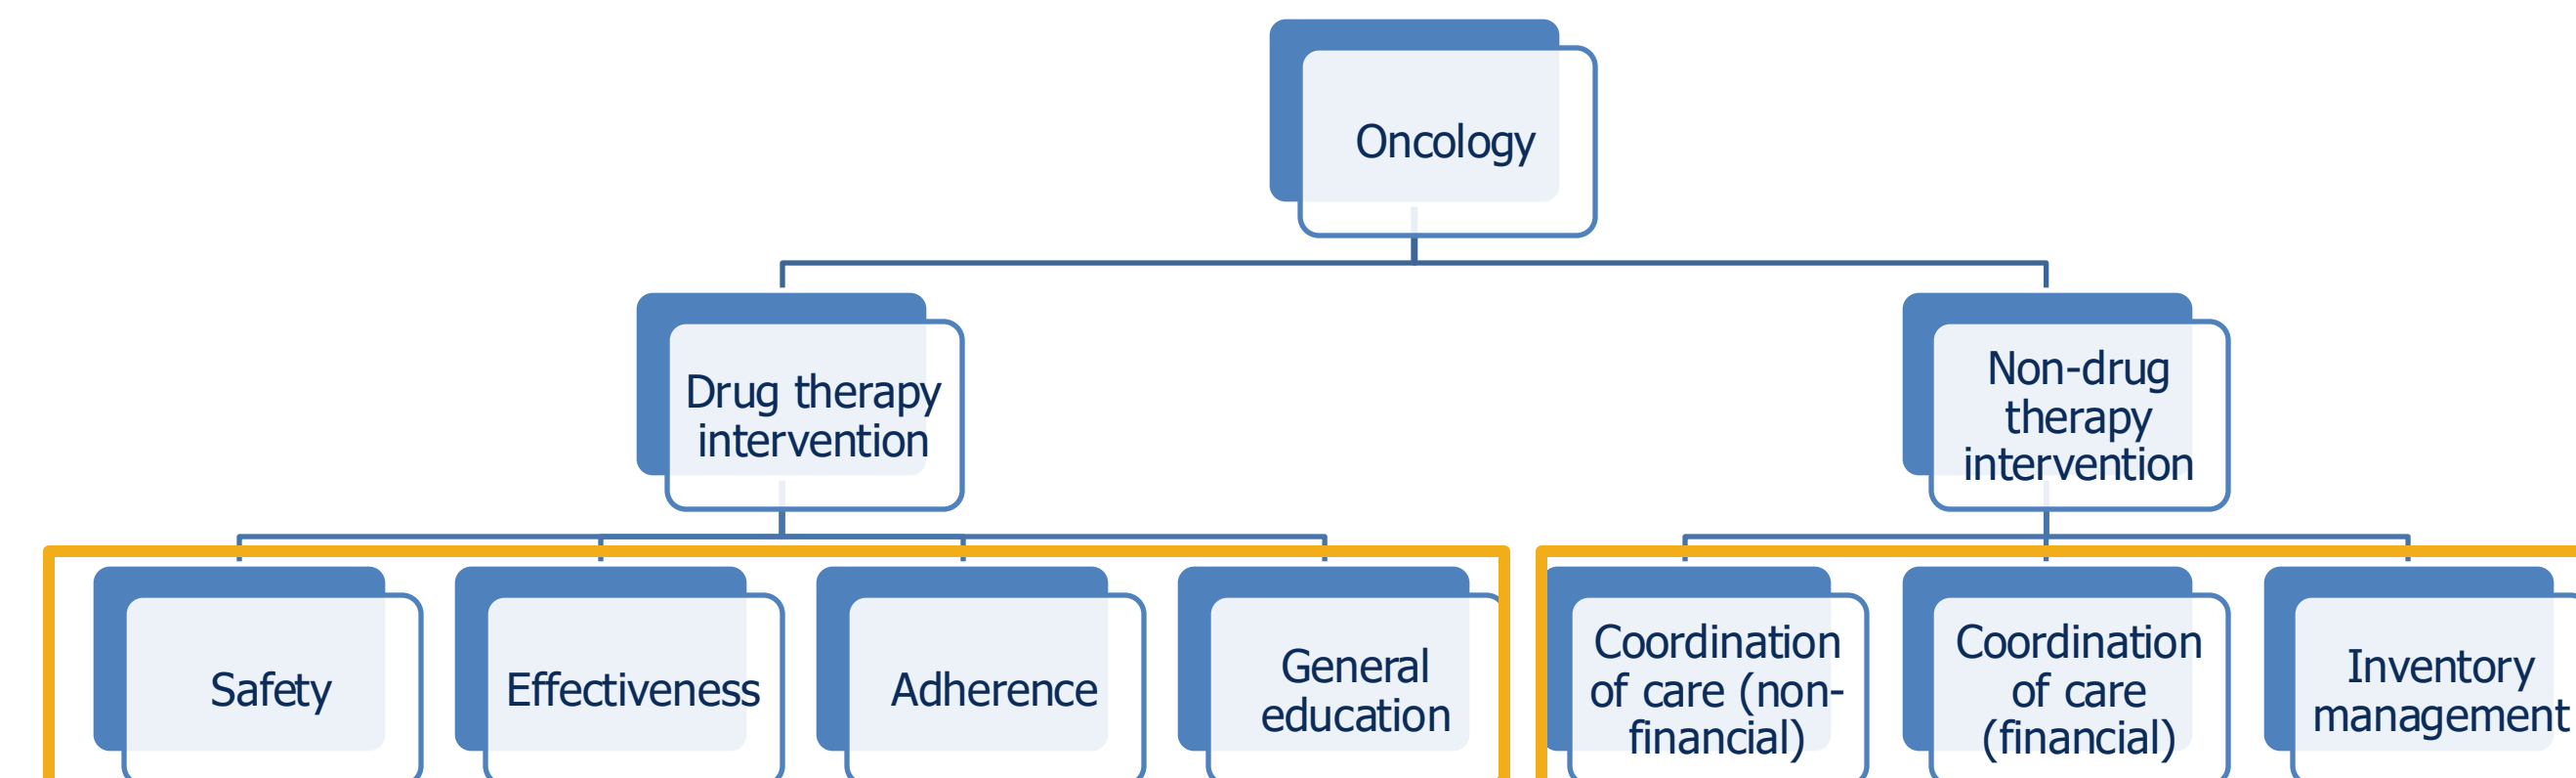 Oncology
Drug therapy
intervention
Non-drug
therapy
intervention
Safety
Effectiveness
Adherence
General
education
Coordination
of care (non-
financial)
Coordination
of care
(financial)
Inventory
management